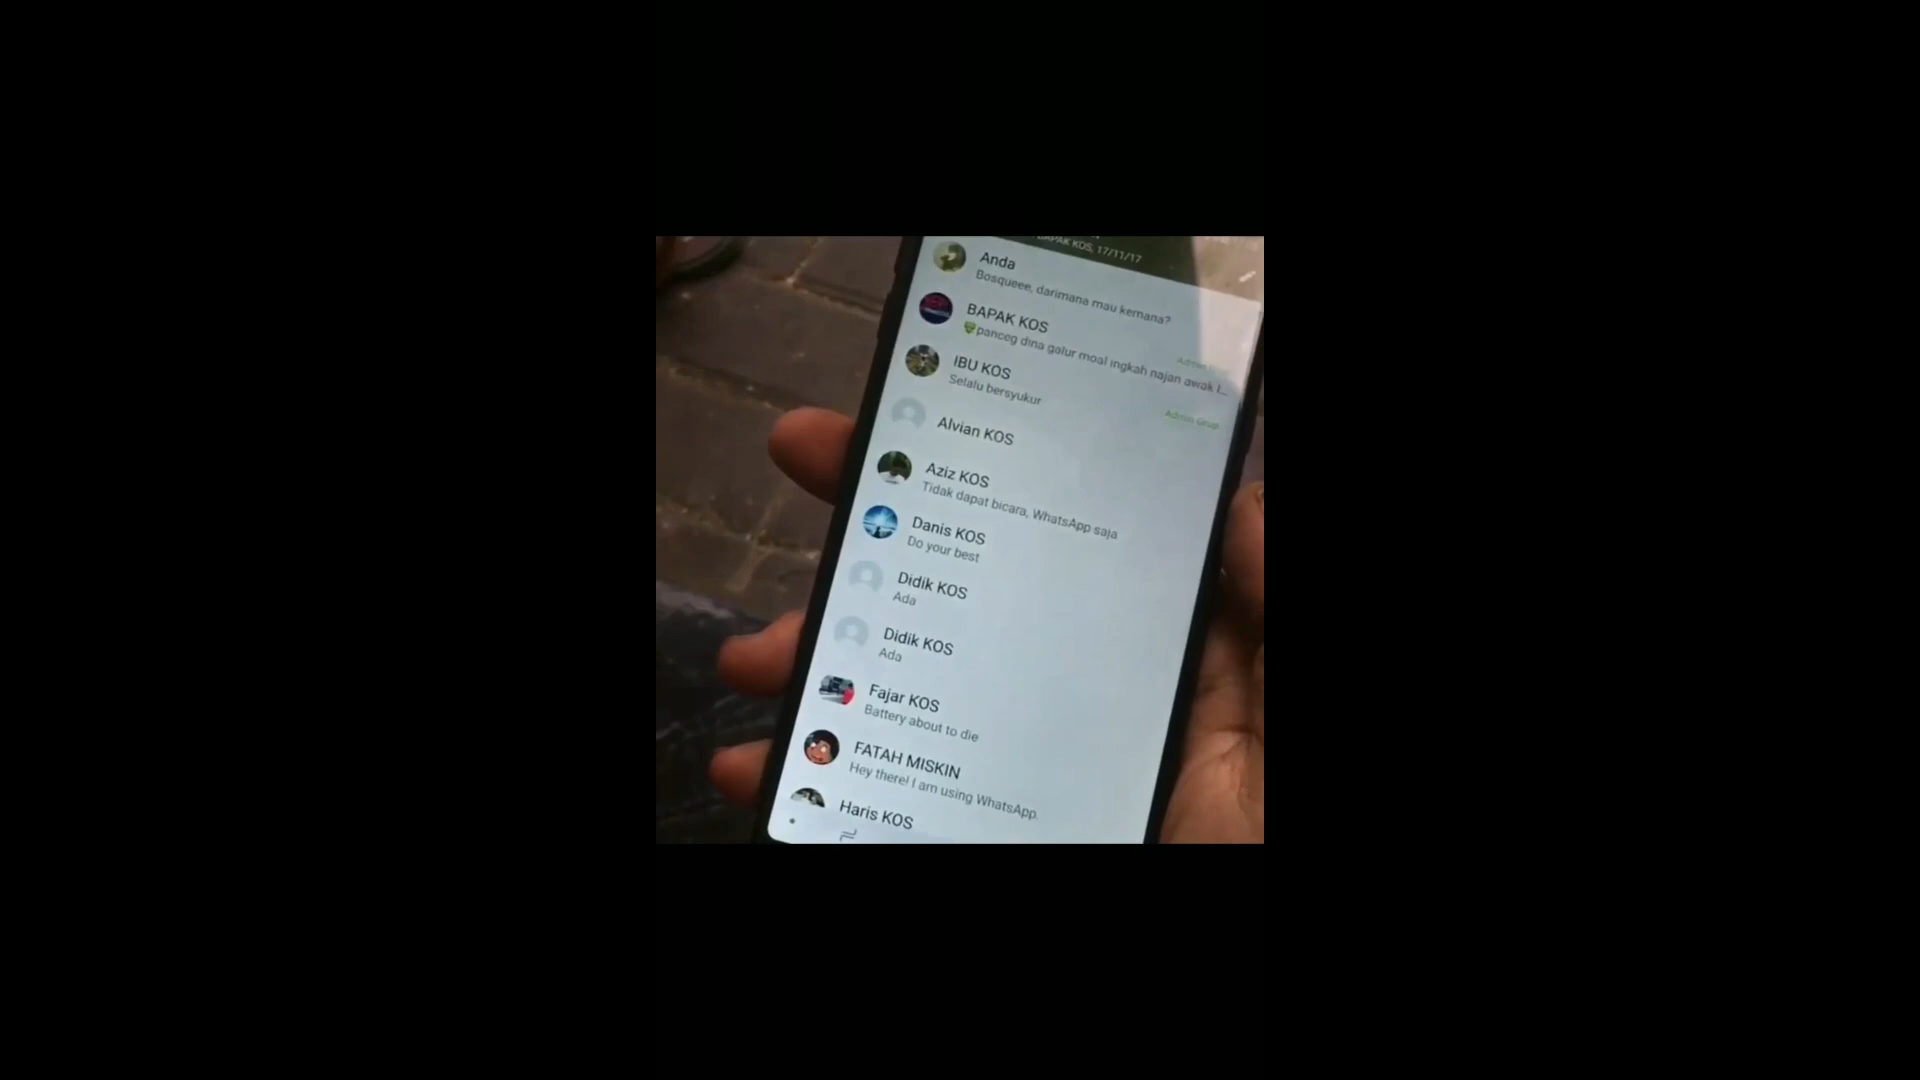 BAPAK KOS, 17/11/17
Anda
Bosqueee, darimana mau kemana?
BAPAK KOS
panceg dina galur moal ingkah najan awak l...
Admin
IBU KOS
Selalu bersyukur
Admin Grup
Alvian KOS
Aziz KOS
Tidak dapat bicara, WhatsApp saja
Danis KOS
Do your best
Didik KOS
Ada
Didik KOS
Ada
Fajar KOS
Battery about to die
FATAH MISKIN
Hey there! I am using WhatsApp.
Haris KOS